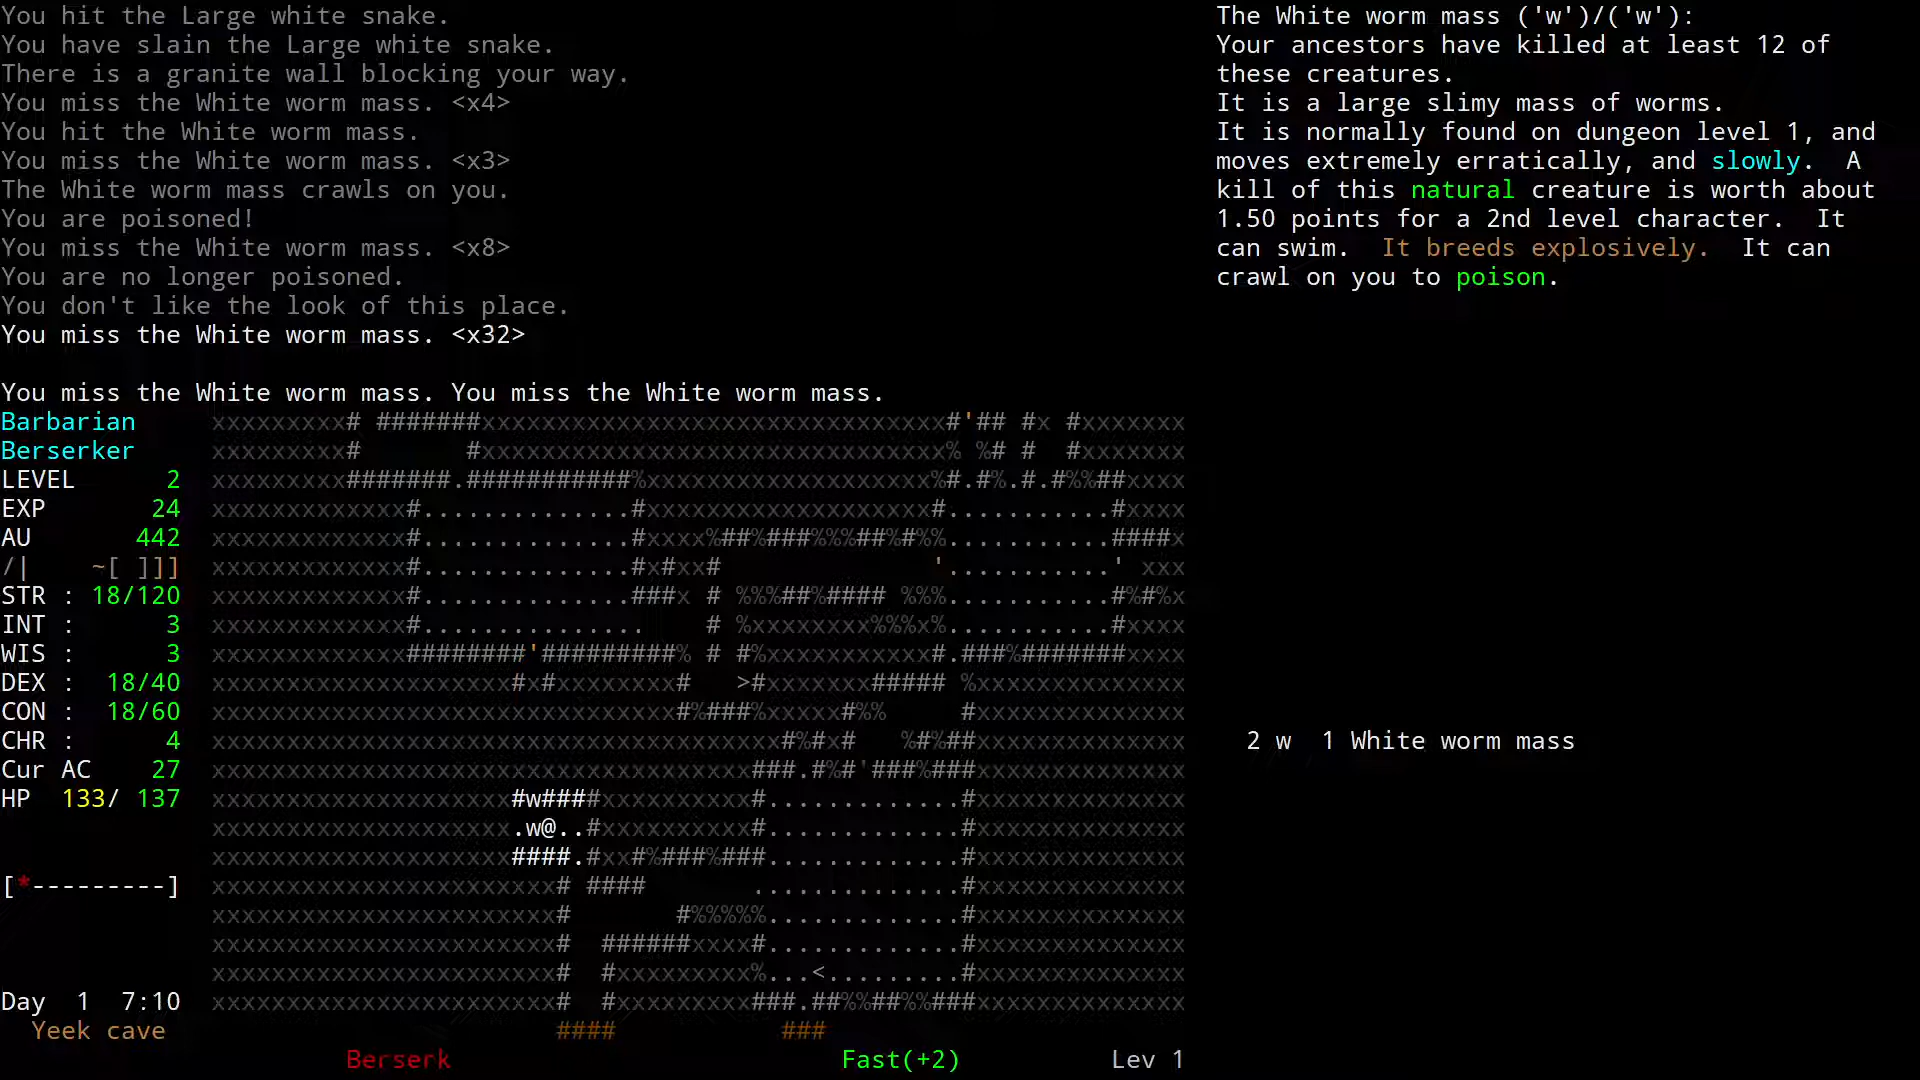 You hit the Large white snake.
You have slain the Large white snake.
There is a granite wall blocking your way.
You miss the White worm mass. <x4>
You hit the White worm mass.
You miss the White worm mass. <x3>
The White worm mass crawls on you.
You are poisoned!
You miss the White worm mass. <x8>
You are no longer poisoned.
You don't like the look of this place.
You miss the White worm mass. <x32>
You miss the White worm mass. You miss the White worm mass.
The White worm mass ('w')/('w'):
Your ancestors have killed at least 12 of
these creatures.
It is a large slimy mass of worms.
It is normally found on dungeon level 1, and
moves extremely erratically, and slowly. A
kill of this natural creature is worth about
1.50 points for a 2nd level character. It
can swim. It breeds explosively. It can
crawl on you to poison.
Barbarian
Berserker
LEVEL 2
EXP 24
AU 442
/| ~[ ]]]
STR : 18/120
INT : 3
WIS : 3
DEX : 18/40
CON : 18/60
CHR : 4
Cur AC 27
HP 133/ 137
[*---------]
Day 1 7:10
Yeek cave
2 w 1 White worm mass
Berserk
Fast(+2)
Lev 1